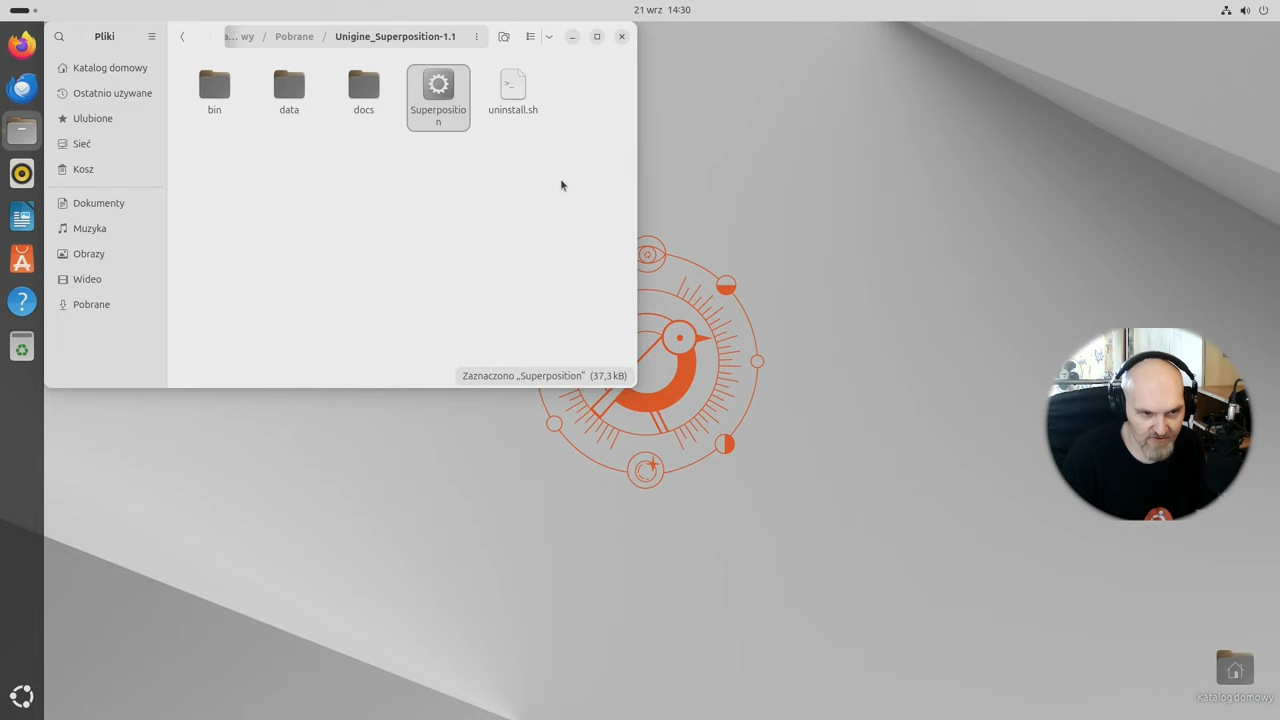 21 wrz 14:30
Pliki
a… wy / Pobrane / Unigine_Superposition-1.1
Katalog domowy
Ostatnio używane
Ulubione
Sieć
Kosz
Dokumenty
Muzyka
Obrazy
Wideo
Pobrane
bin
data
docs
Superpositio
n
uninstall.sh
Zaznaczono „Superposition” (37,3 kB)
Katalog domowy